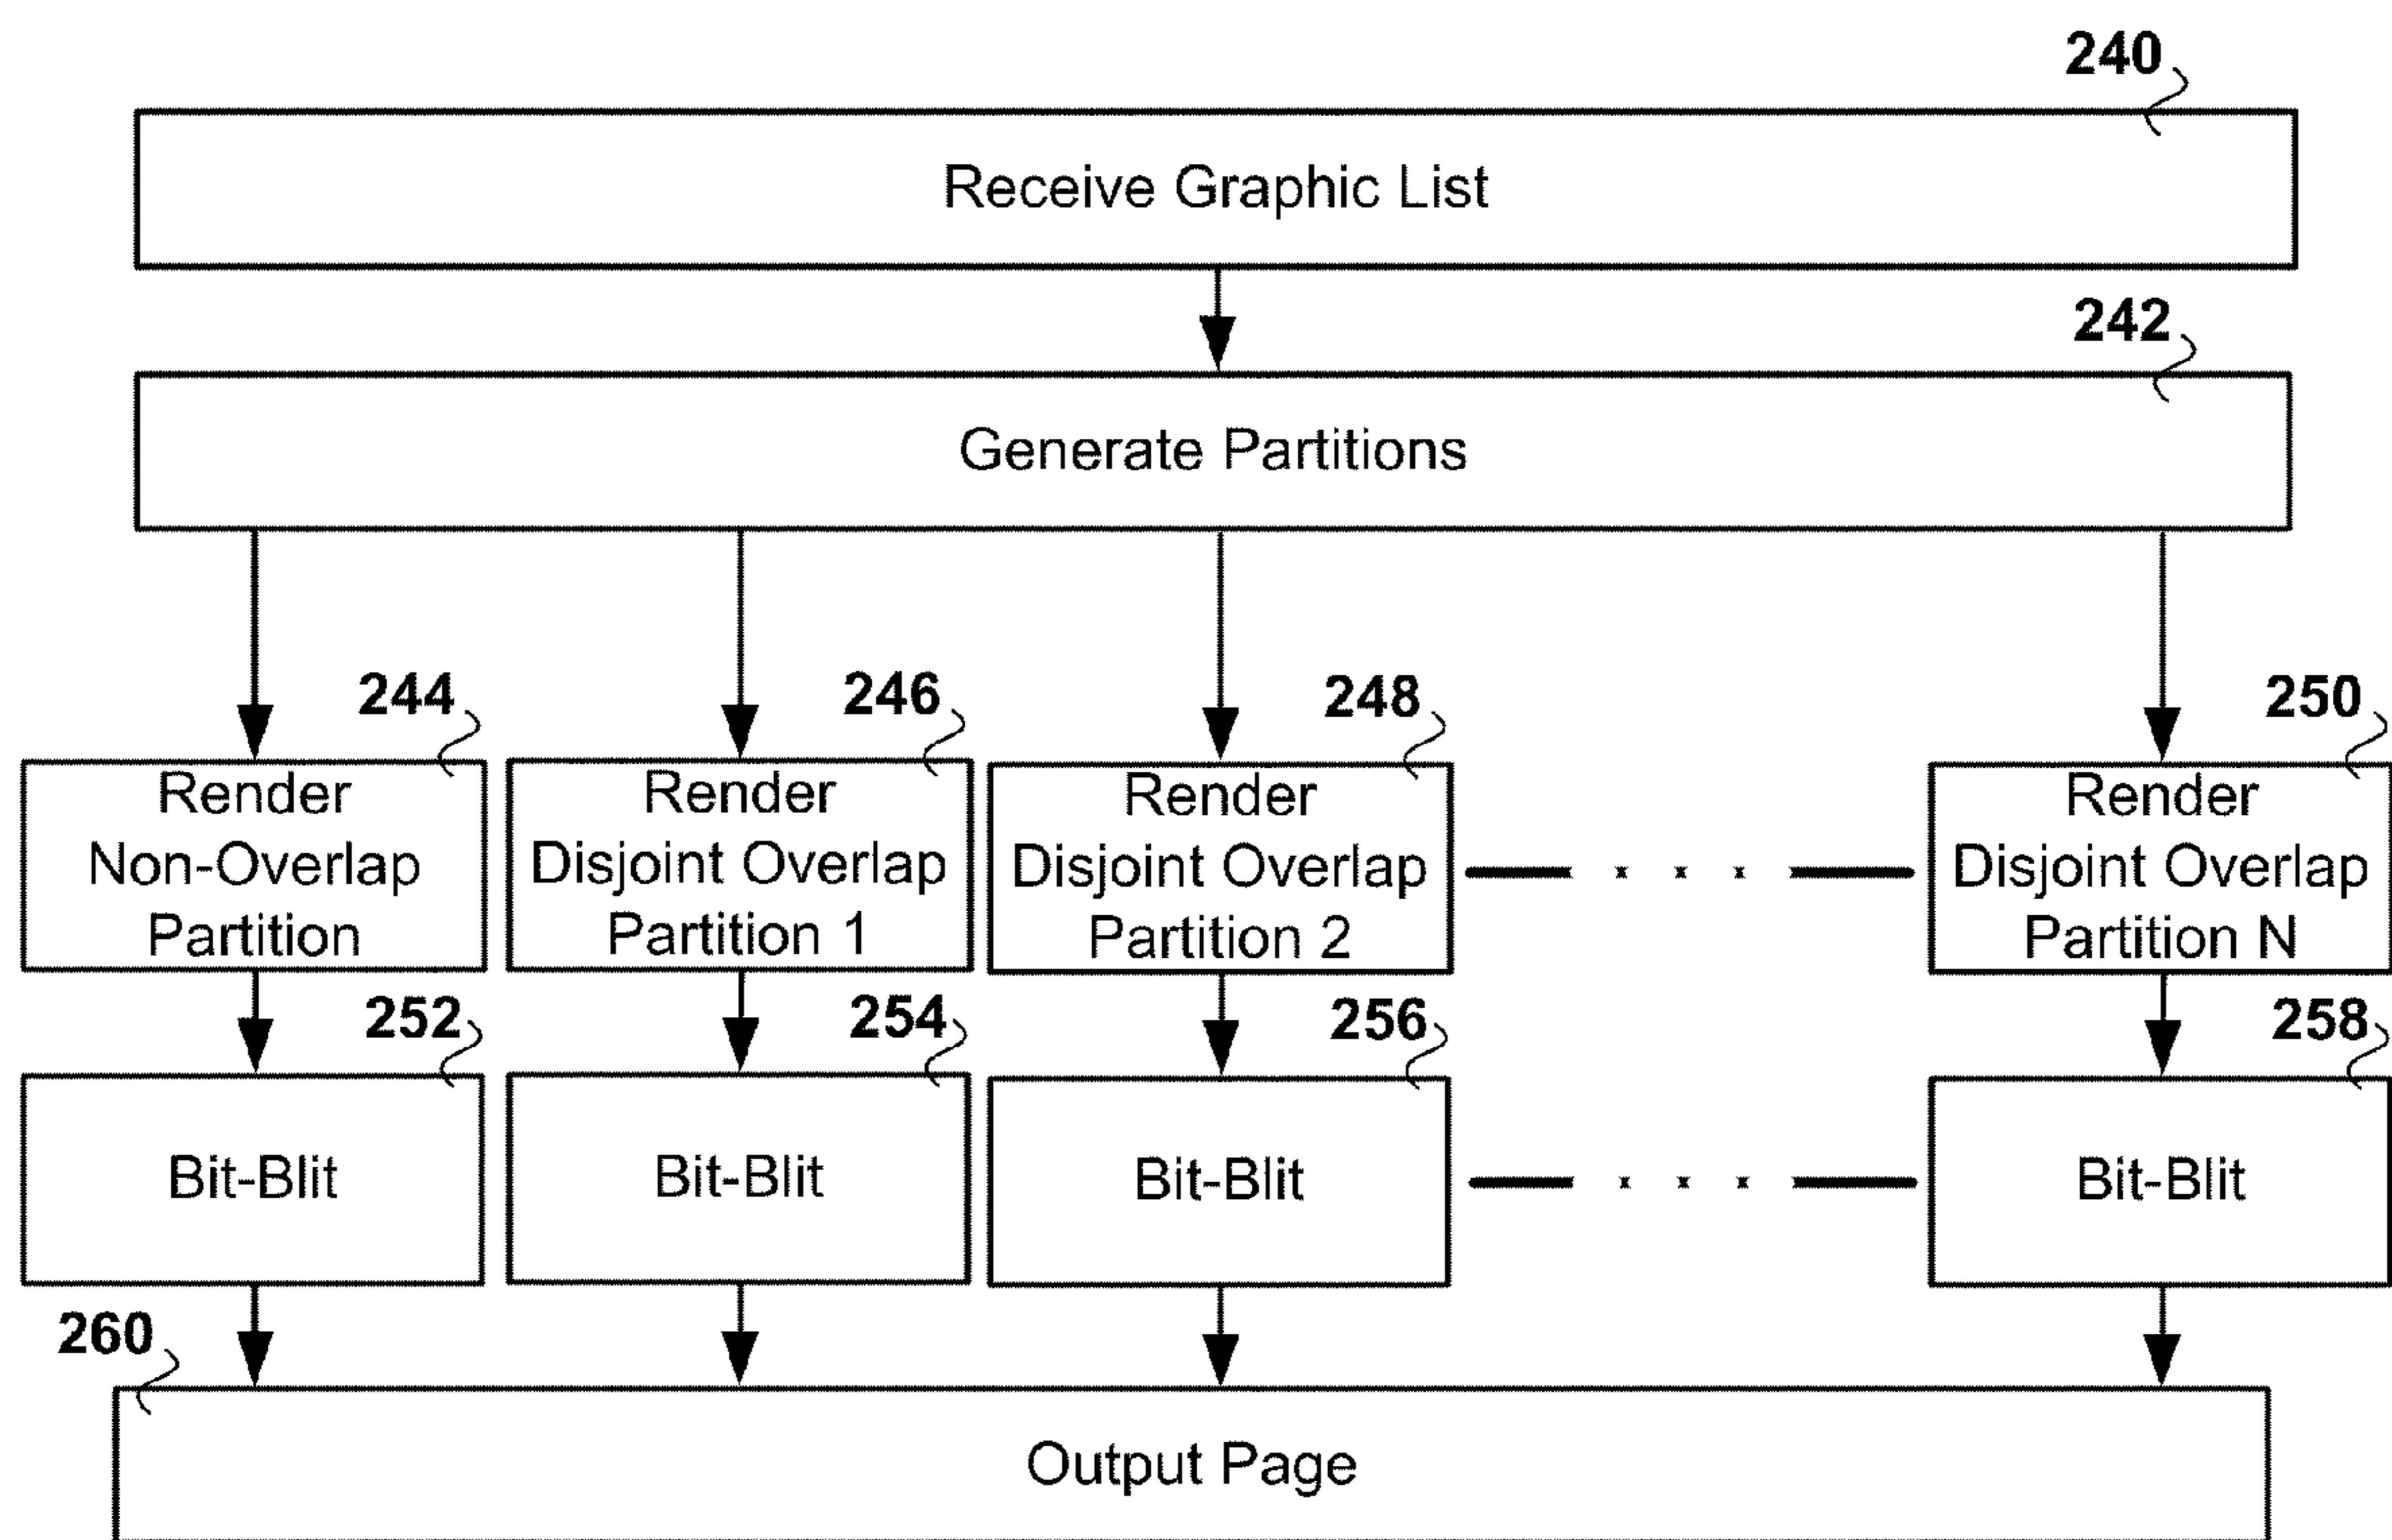 240
Receive Graphic List
242
Generate Partitions
244
246
248
250
Render
Non-Overlap
Partition
Render
Disjoint Overlap
Partition 1
Render
Disjoint Overlap
Partition 2
Render
Disjoint Overlap
Partition N
252
254
256
258
Bit-Blit
Bit-Blit
Bit-Blit
Bit-Blit
260
Output Page